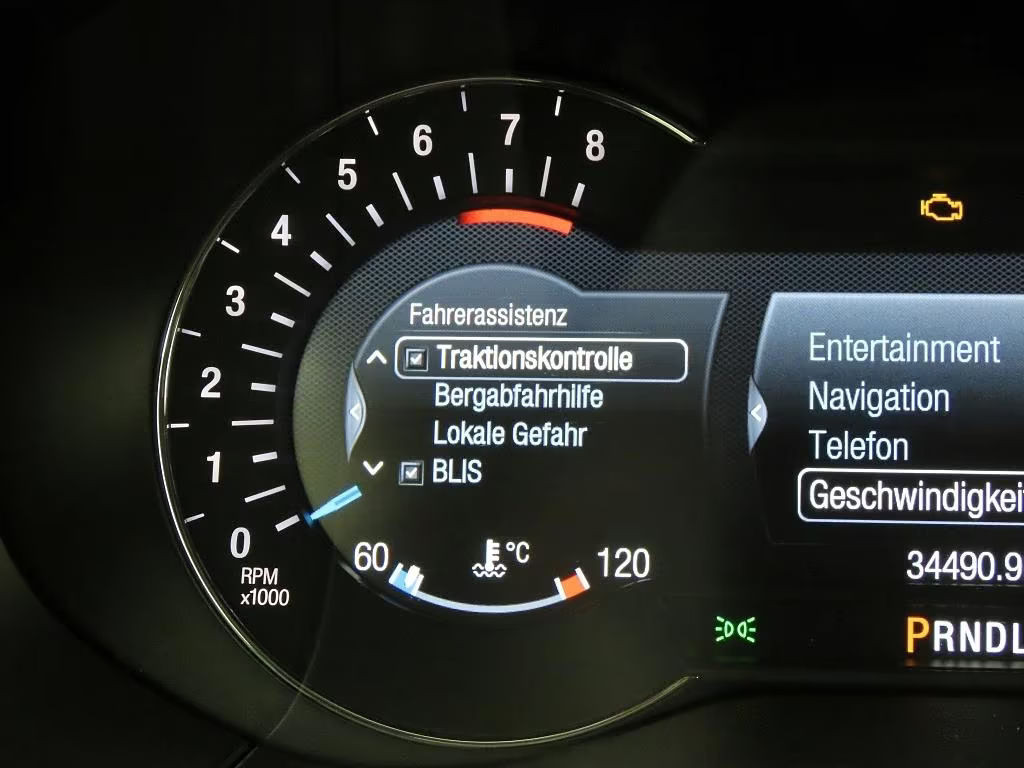 8
7
6
5
4
3
2
1
0
RPM
x1000
Fahrerassistenz
Traktionskontrolle
Bergabfahrhilfe
Lokale Gefahr
BLIS
60
°C
120
Entertainment
Navigation
Telefon
Geschwindigkei
34490.9
PRNDL